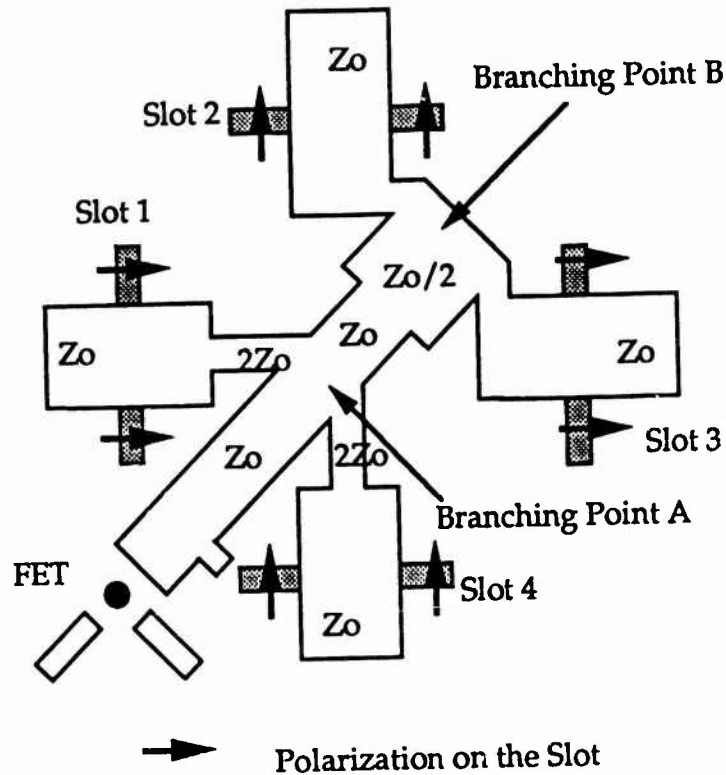 Zo
Branching Point B
Slot 2
Slot 1
Zo/2
Zo
2Zo
Zo
Zo
Zo
2Zo
Slot 3
Branching Point A
FET
Slot 4
Zo
Polarization on the Slot